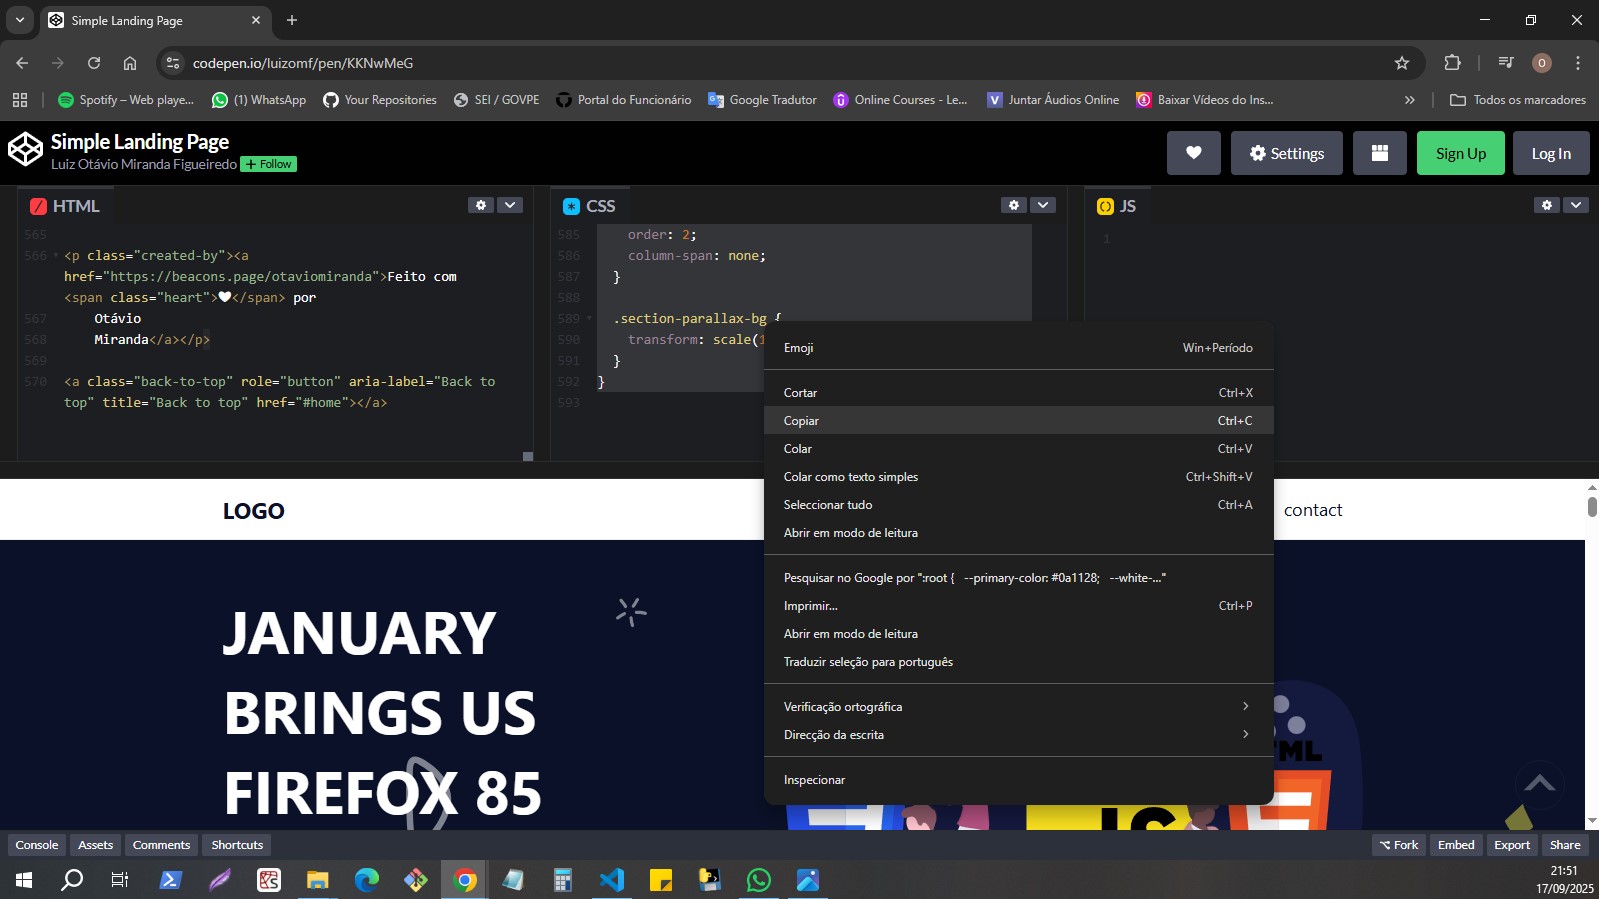 Simple Landing Page
codepen.io/luizomf/pen/KKNwMeG
O
Spotify – Web playe...
(1) WhatsApp
Your Repositories
SEI / GOVPE
Portal do Funcionário
Google Tradutor
Online Courses - Le...
Juntar Áudios Online
Baixar Vídeos do Ins...
Todos os marcadores
Simple Landing Page
Luiz Otávio Miranda Figueiredo
+ Follow
Settings
Sign Up
Log In
HTML
565
566 <p class="created-by"><a
href="https://beacons.page/otaviomiranda">Feito com
<span class="heart">🤍</span> por
567 Otávio
568 Miranda</a></p>
569
570 <a class="back-to-top" role="button" aria-label="Back to
top" title="Back to top" href="#home"></a>
CSS
585 order: 2;
586 column-span: none;
587 }
588
589 .section-parallax-bg {
590 transform: scale(1
591 }
592 }
593
JS
1
Emoji Win+Período
Cortar Ctrl+X
Copiar Ctrl+C
Colar Ctrl+V
Colar como texto simples Ctrl+Shift+V
Seleccionar tudo Ctrl+A
Abrir em modo de leitura
Pesquisar no Google por ":root { --primary-color: #0a1128; --white-..."
Imprimir... Ctrl+P
Abrir em modo de leitura
Traduzir seleção para português
Verificação ortográfica
Direcção da escrita
Inspecionar
LOGO
contact
JANUARY
BRINGS US
FIREFOX 85
Console
Assets
Comments
Shortcuts
Fork
Embed
Export
Share
21:51
17/09/2025